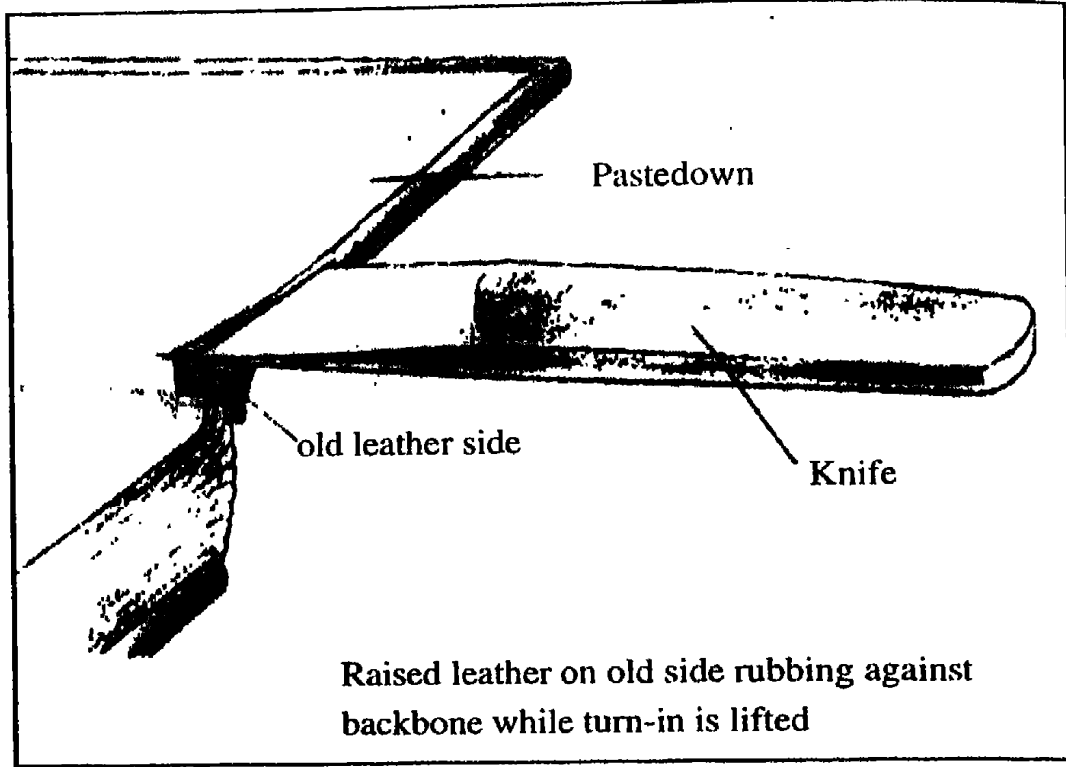 Pastedown
old leather side
Knife
Raised leather on old side rubbing against
backbone while turn-in is lifted